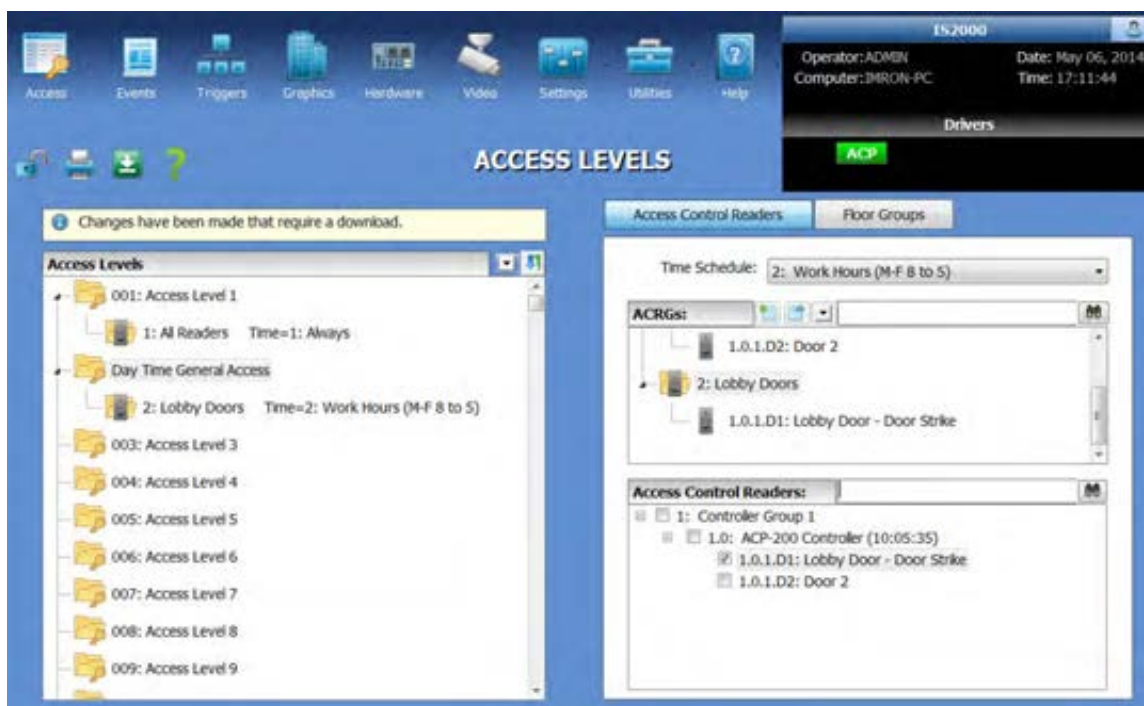 IS2000
Operator:ADMIN Date: May 06, 2014
Computer:IMRON-PC Time: 17:11:44
Drivers
ACP
Access Events Triggers Graphics Hardware Video Settings Utilities Help
ACCESS LEVELS
Changes have been made that require a download.
Access Levels
001: Access Level 1
1: All Readers Time=1: Always
Day Time General Access
2: Lobby Doors Time=2: Work Hours (M-F 8 to 5)
003: Access Level 3
004: Access Level 4
005: Access Level 5
006: Access Level 6
007: Access Level 7
008: Access Level 8
009: Access Level 9
Access Control Readers Floor Groups
Time Schedule: 2: Work Hours (M-F 8 to 5)
ACRGs:
1.0.1.D2: Door 2
2: Lobby Doors
1.0.1.D1: Lobby Door - Door Strike
Access Control Readers:
1: Controller Group 1
1.0: ACP-200 Controller (10:05:35)
1.0.1.D1: Lobby Door - Door Strike
1.0.1.D2: Door 2